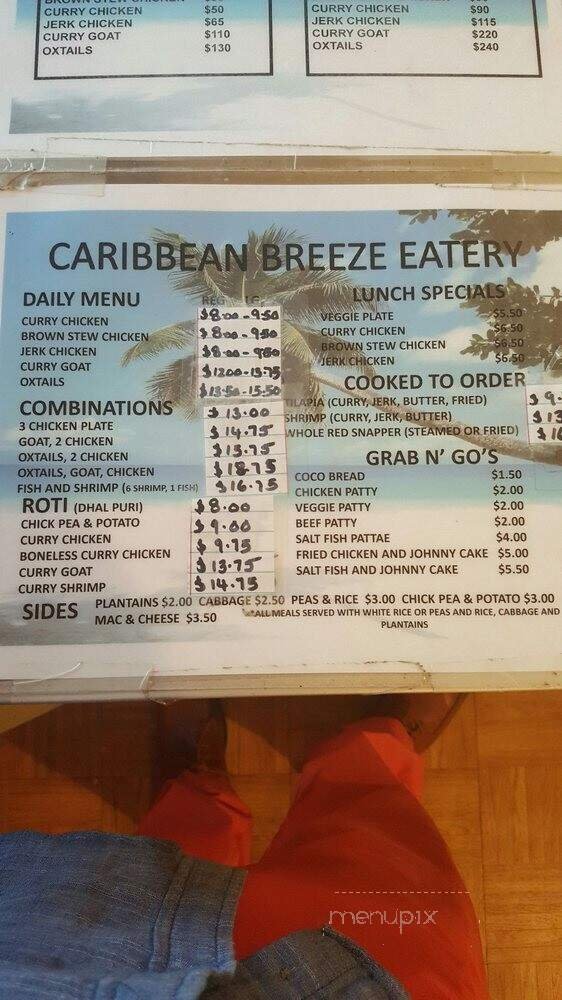 CURRY CHICKEN $50
JERK CHICKEN $65
CURRY GOAT $110
OXTAILS $130
CURRY CHICKEN $90
JERK CHICKEN $115
CURRY GOAT $220
OXTAILS $240
CARIBBEAN BREEZE EATERY
DAILY MENU REG LG
CURRY CHICKEN $8.00 - 9.50
BROWN STEW CHICKEN $8.00 - 9.50
JERK CHICKEN $8.00 - 9.50
CURRY GOAT $12.00 - 13.75
OXTAILS $13.50 - 15.50
COMBINATIONS
3 CHICKEN PLATE $13.00
GOAT, 2 CHICKEN $14.75
OXTAILS, 2 CHICKEN $15.75
OXTAILS, GOAT, CHICKEN $18.75
FISH AND SHRIMP (6 SHRIMP, 1 FISH) $16.75
ROTI (DHAL PURI)
CHICK PEA & POTATO $8.00
CURRY CHICKEN $9.00
BONELESS CURRY CHICKEN $9.75
CURRY GOAT $13.75
CURRY SHRIMP $14.75
LUNCH SPECIALS
VEGGIE PLATE $5.50
CURRY CHICKEN $6.50
BROWN STEW CHICKEN $6.50
JERK CHICKEN $6.50
COOKED TO ORDER
TILAPIA (CURRY, JERK, BUTTER, FRIED) $9.
SHRIMP (CURRY, JERK, BUTTER) $13
WHOLE RED SNAPPER (STEAMED OR FRIED)
GRAB N' GO'S
COCO BREAD $1.50
CHICKEN PATTY $2.00
VEGGIE PATTY $2.00
BEEF PATTY $2.00
SALT FISH PATTAE $4.00
FRIED CHICKEN AND JOHNNY CAKE $5.00
SALT FISH AND JOHNNY CAKE $5.50
SIDES PLANTAINS $2.00 CABBAGE $2.50 PEAS & RICE $3.00 CHICK PEA & POTATO $3.00
MAC & CHEESE $3.50
*ALL MEALS SERVED WITH WHITE RICE OR PEAS AND RICE, CABBAGE AND
PLANTAINS
menupix